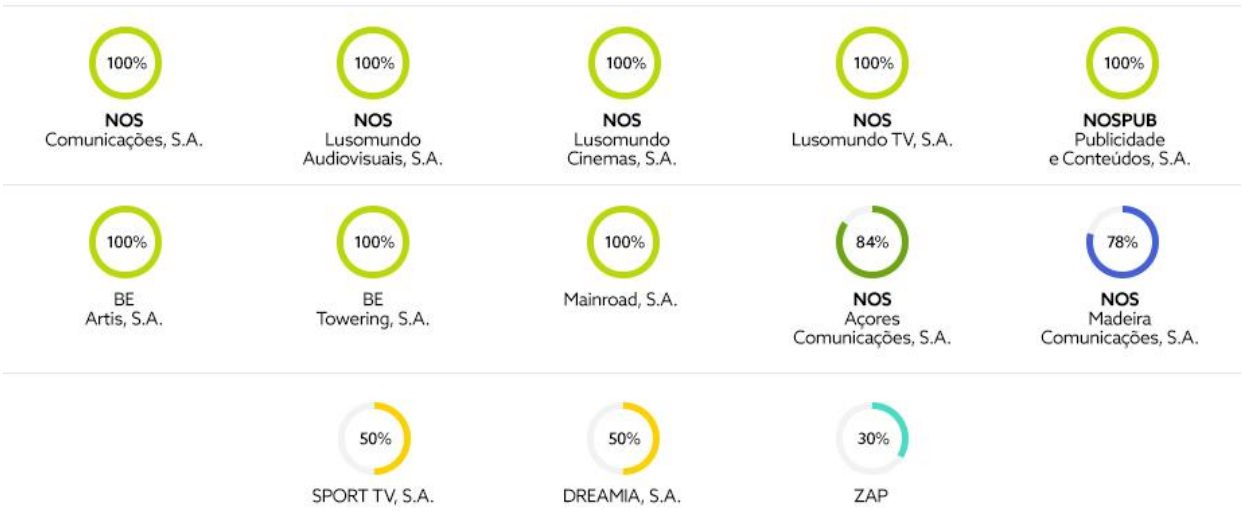 100%
NOS
Comunicações, S.A.
100%
NOS
Lusomundo
Audiovisuais, S.A.
100%
NOS
Lusomundo
Cinemas, S.A.
100%
NOS
Lusomundo TV, S.A.
100%
NOSPUB
Publicidade
e Conteúdos, S.A.
100%
BE
Artis, S.A.
100%
BE
Towering, S.A.
100%
Mainroad, S.A.
84%
NOS
Açores
Comunicações, S.A.
78%
NOS
Madeira
Comunicações, S.A.
50%
SPORT TV, S.A.
50%
DREAMIA, S.A.
30%
ZAP